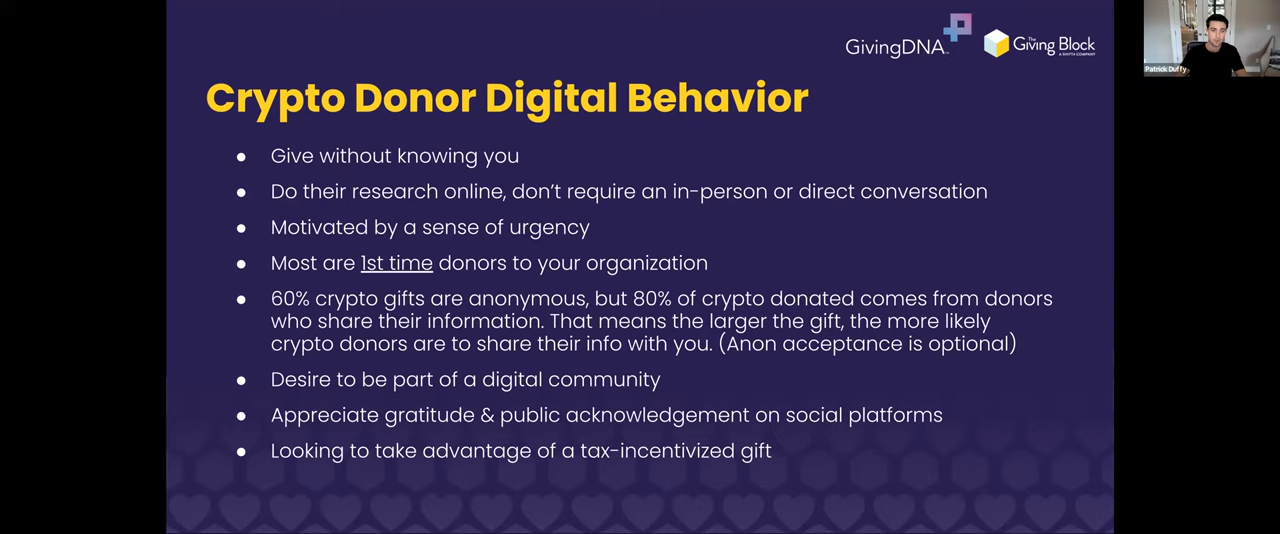 GivingDNA
The
Giving Block
A SHIFT4 COMPANY
Patrick Duffy
Crypto Donor Digital Behavior
● Give without knowing you
● Do their research online, don’t require an in-person or direct conversation
● Motivated by a sense of urgency
● Most are 1st time donors to your organization
● 60% crypto gifts are anonymous, but 80% of crypto donated comes from donors
who share their information. That means the larger the gift, the more likely
crypto donors are to share their info with you. (Anon acceptance is optional)
● Desire to be part of a digital community
● Appreciate gratitude & public acknowledgement on social platforms
● Looking to take advantage of a tax-incentivized gift